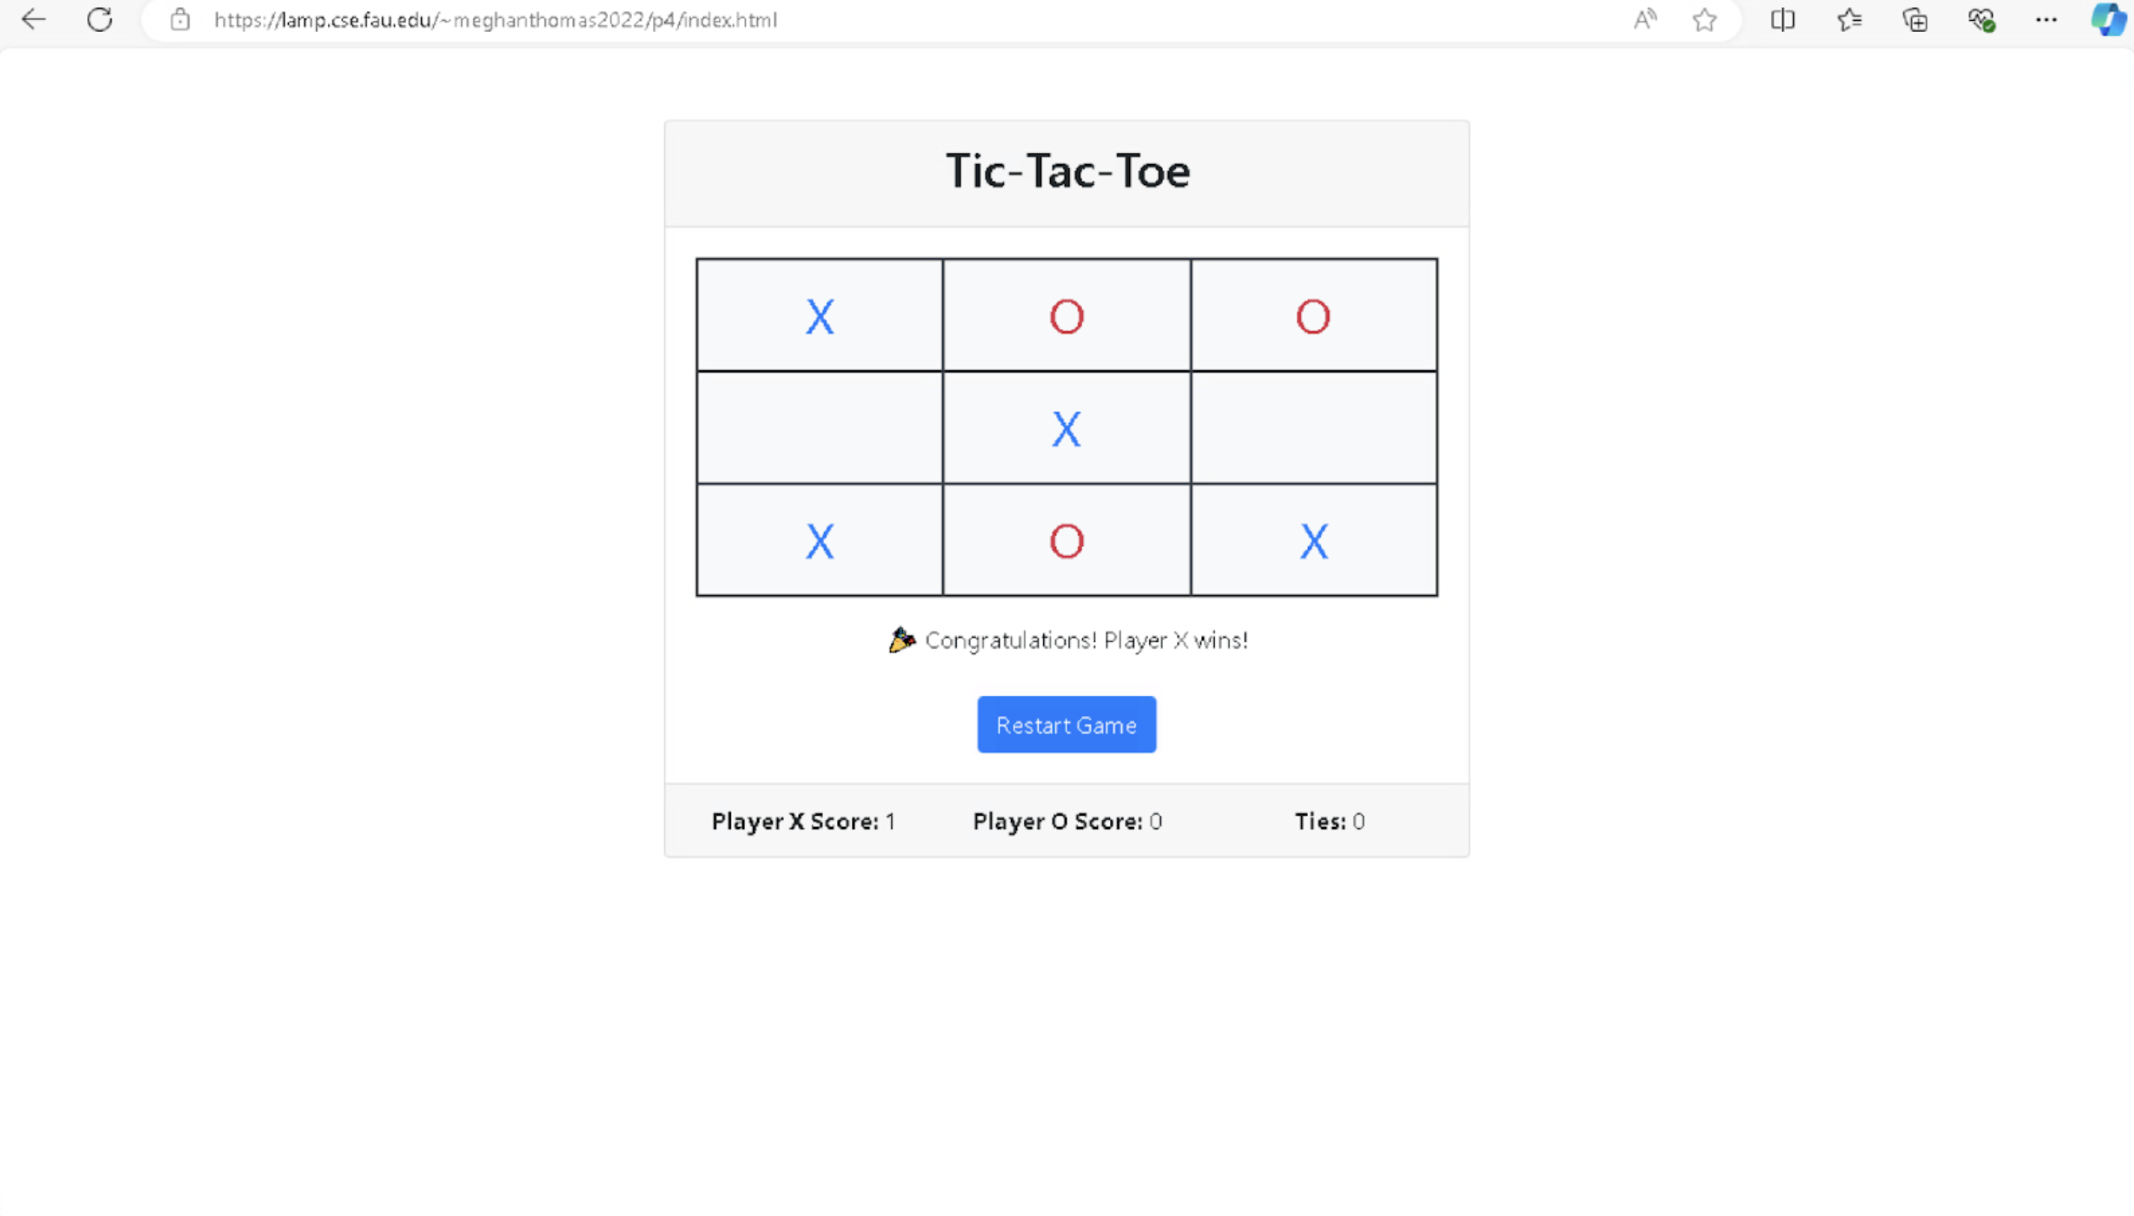 https://lamp.cse.fau.edu/~meghanthomas2022/p4/index.html
Tic-Tac-Toe
X O O
X
X O X
🎉 Congratulations! Player X wins!
Restart Game
Player X Score: 1 Player O Score: 0 Ties: 0